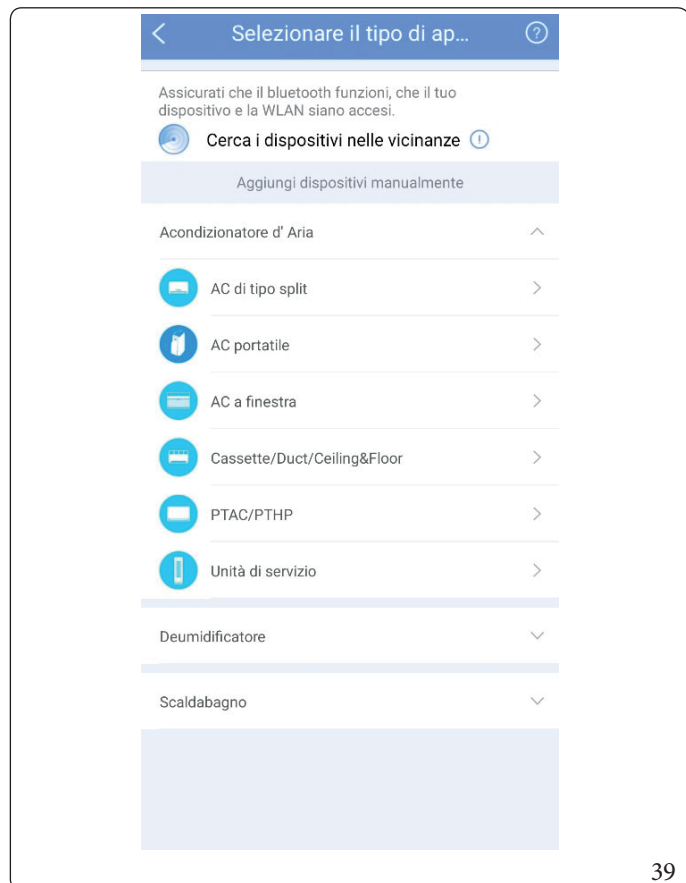 Selezionare il tipo di ap...
Assicurati che il bluetooth funzioni, che il tuo
dispositivo e la WLAN siano accesi.
Cerca i dispositivi nelle vicinanze
Aggiungi dispositivi manualmente
Acondizionatore d' Aria
AC di tipo split
AC portatile
AC a finestra
Cassette/Duct/Ceiling&Floor
PTAC/PTHP
Unità di servizio
Deumidificatore
Scaldabagno
39